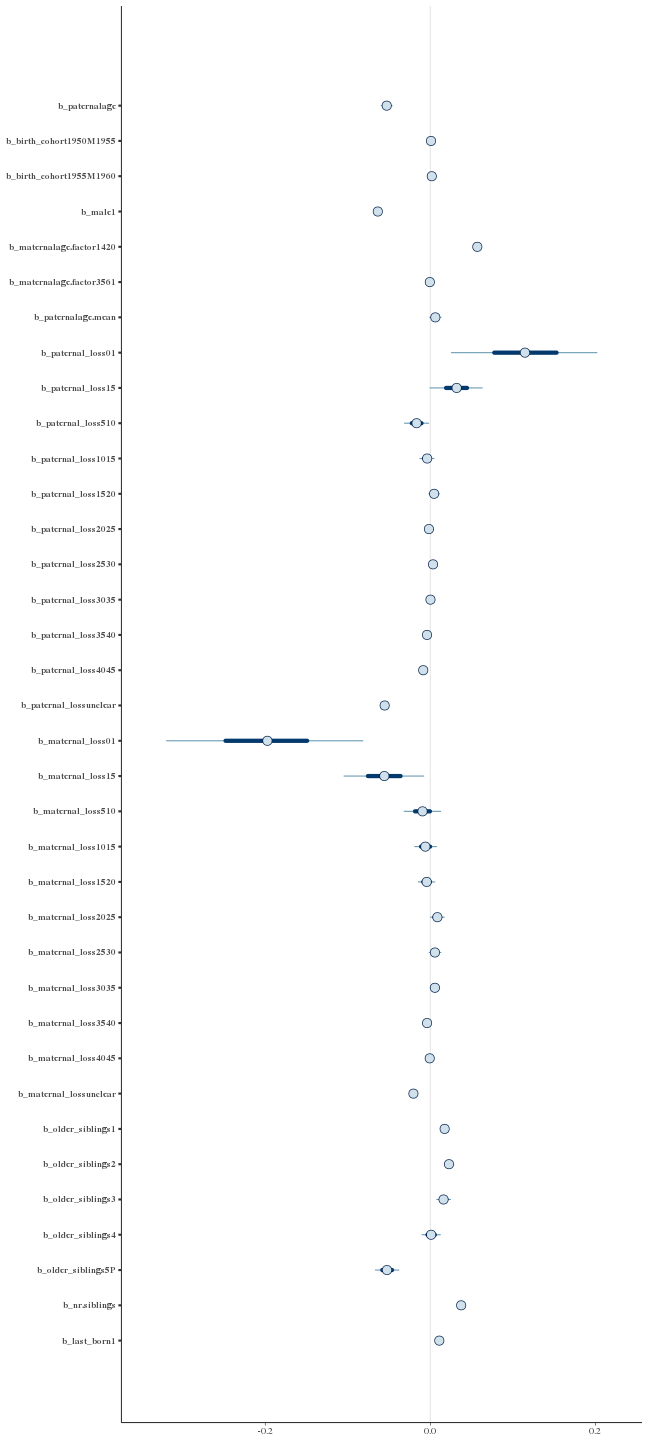 b_paternalage
b_birth_cohort1950M1955
b_birth_cohort1955M1960
b_male1
b_maternalage.factor1420
b_maternalage.factor3561
b_paternalage.mean
b_paternal_loss01
b_paternal_loss15
b_paternal_loss510
b_paternal_loss1015
b_paternal_loss1520
b_paternal_loss2025
b_paternal_loss2530
b_paternal_loss3035
b_paternal_loss3540
b_paternal_loss4045
b_paternal_lossunclear
b_maternal_loss01
b_maternal_loss15
b_maternal_loss510
b_maternal_loss1015
b_maternal_loss1520
b_maternal_loss2025
b_maternal_loss2530
b_maternal_loss3035
b_maternal_loss3540
b_maternal_loss4045
b_maternal_lossunclear
b_older_siblings1
b_older_siblings2
b_older_siblings3
b_older_siblings4
b_older_siblings5P
b_nr.siblings
b_last_born1
-0.2 0.0 0.2